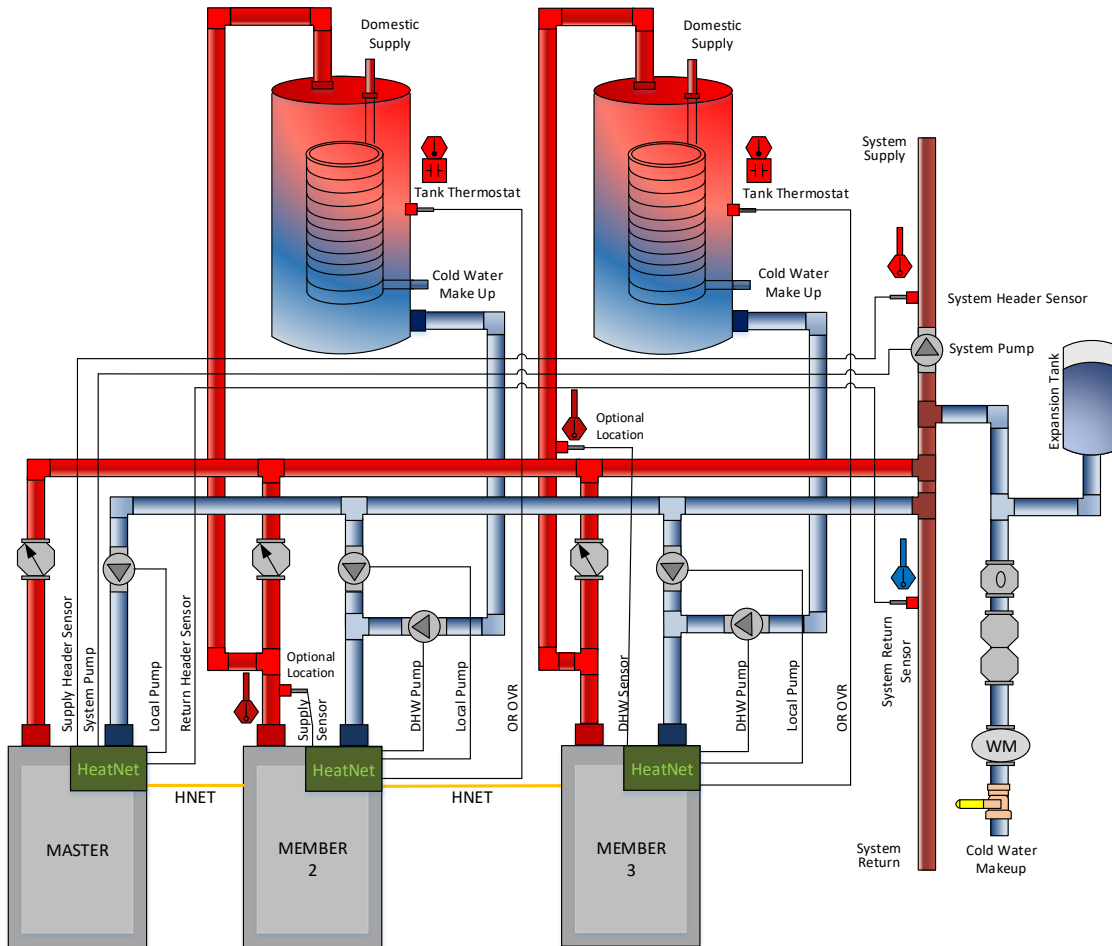 Domestic
Supply
Domestic
Supply
System
Supply
Tank Thermostat
Tank Thermostat
Cold Water
Make Up
Cold Water
Make Up
System Header Sensor
System Pump
Expansion Tank
Optional
Location
Supply Header Sensor
System Pump
Local Pump
Return Header Sensor
Optional
Location
Supply
Sensor
DHW Pump
Local Pump
OR OVR
DHW Sensor
DHW Pump
Local Pump
OR OVR
System Return
Sensor
0
WM
HeatNet
HeatNet
HeatNet
HNET
HNET
MASTER
MEMBER
2
MEMBER
3
System
Return
Cold Water
Makeup